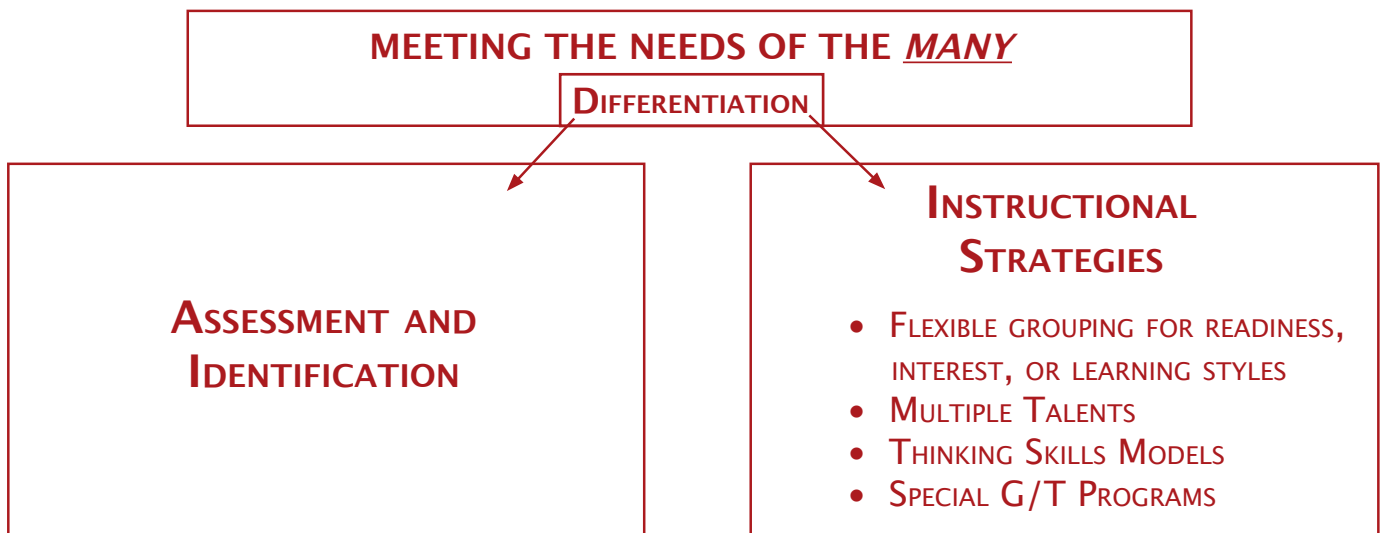 MEETING THE NEEDS OF THE MANY
DIFFERENTIATION
ASSESSMENT AND
IDENTIFICATION
INSTRUCTIONAL
STRATEGIES
• FLEXIBLE GROUPING FOR READINESS,
INTEREST, OR LEARNING STYLES
• MULTIPLE TALENTS
• THINKING SKILLS MODELS
• SPECIAL G/T PROGRAMS